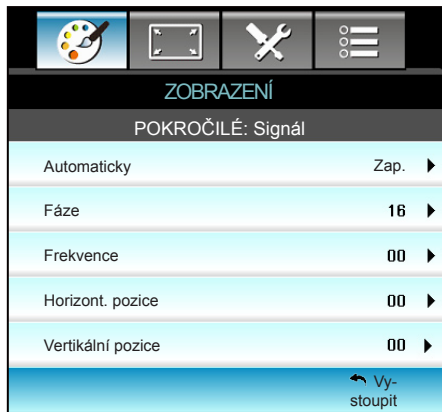 ZOBRAZENÍ
POKROČILÉ: Signál
Automaticky Zap.
Fáze 16
Frekvence 00
Horizont. pozice 00
Vertikální pozice 00
Vy-
stoupit